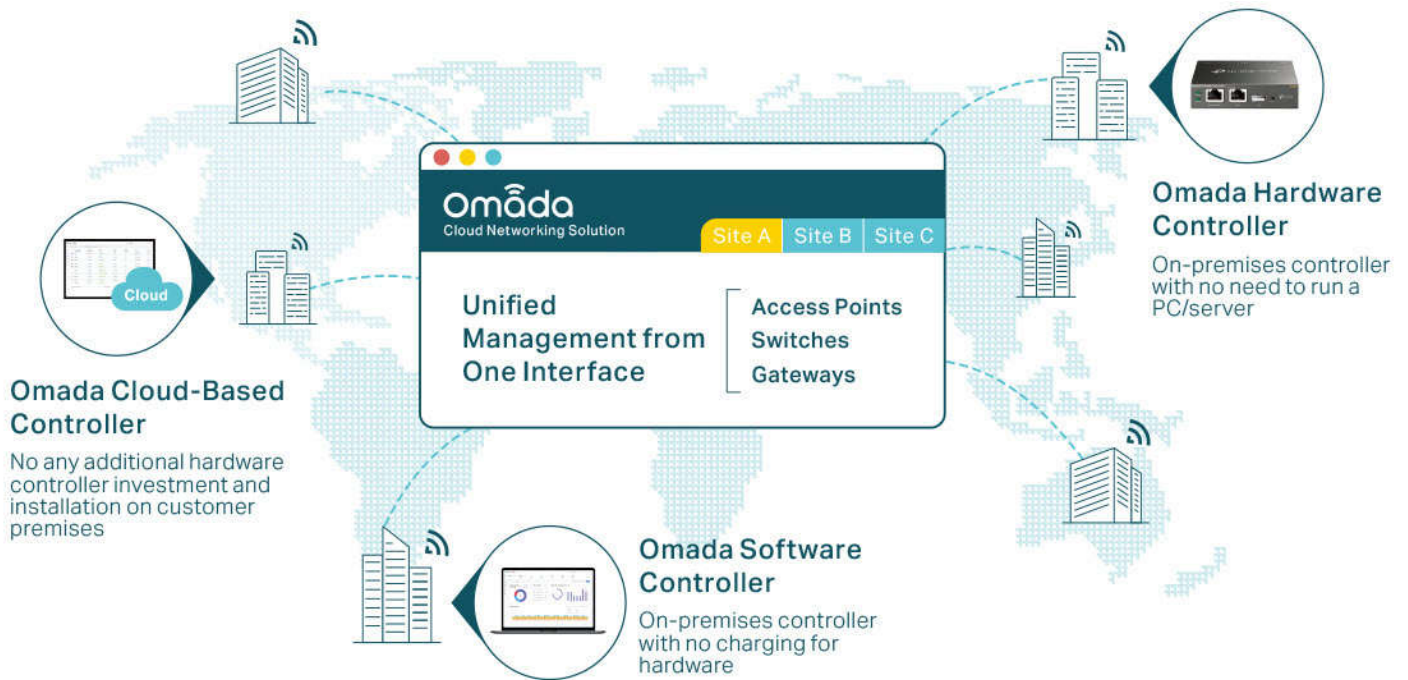 Omada
Cloud Networking Solution
Site A
Site B
Site C
Unified
Management from
One Interface
Access Points
Switches
Gateways
Omada Hardware
Controller
On-premises controller
with no need to run a
PC/server
Cloud
Omada Cloud-Based
Controller
No any additional hardware
controller investment and
installation on customer
premises
Omada Software
Controller
On-premises controller
with no charging for
hardware